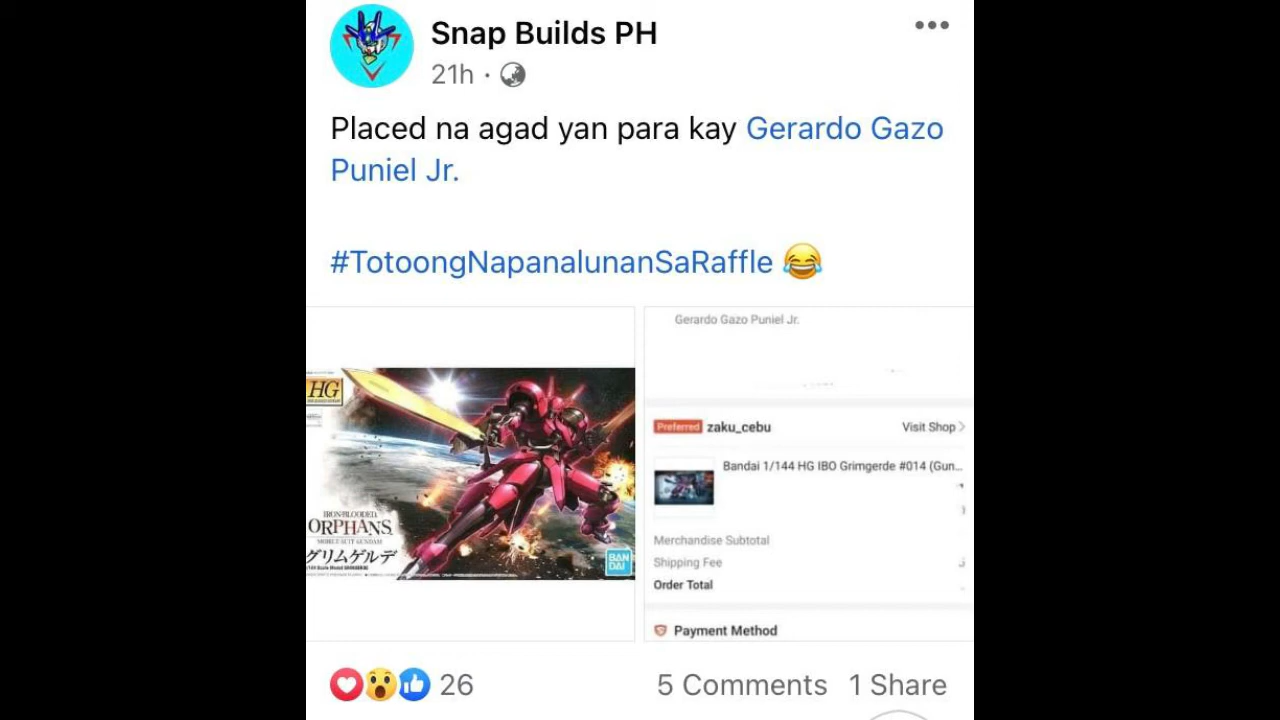 Snap Builds PH
21h ·
Placed na agad yan para kay Gerardo Gazo
Puniel Jr.
#TotoongNapanalunanSaRaffle 😂
HG
IRON-BLOODED
ORPHANS
MOBILE SUIT GUNDAM
グリムゲルデ
BAN
DAI
Gerardo Gazo Puniel Jr.
Preferred zaku_cebu Visit Shop
Bandai 1/144 HG IBO Grimgerde #014 (Gun...
Merchandise Subtotal
Shipping Fee
Order Total
Payment Method
26 5 Comments 1 Share